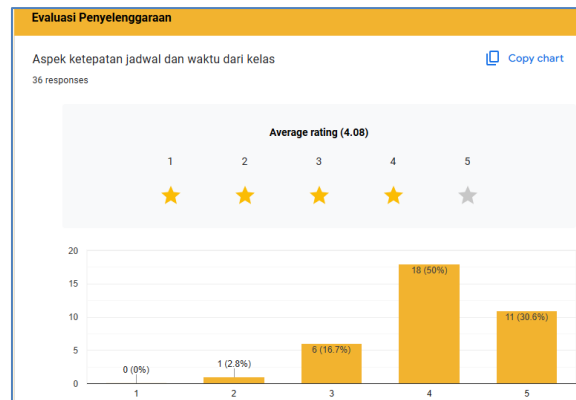 Evaluasi Penyelenggaraan
Aspek ketepatan jadwal dan waktu dari kelas
Copy chart
36 responses
Average rating (4.08)
1 2 3 4 5
20
18 (50%)
15
11 (30.6%)
10
6 (16.7%)
5
1 (2.8%)
0 (0%)
0
1 2 3 4 5